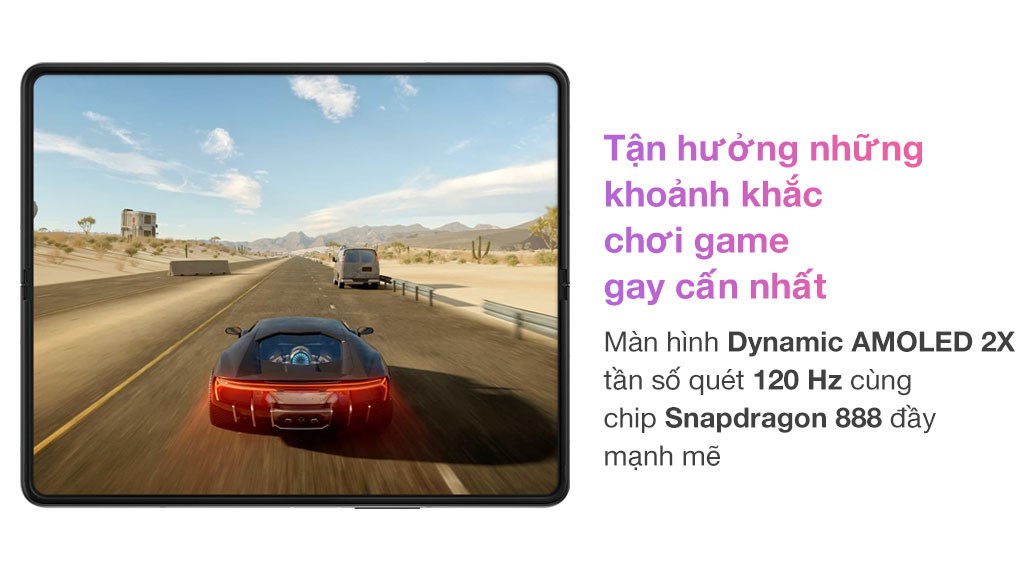 Tận hưởng những
khoảnh khắc
chơi game
gay cấn nhất
Màn hình Dynamic AMOLED 2X
tần số quét 120 Hz cùng
chip Snapdragon 888 đầy
mạnh mẽ